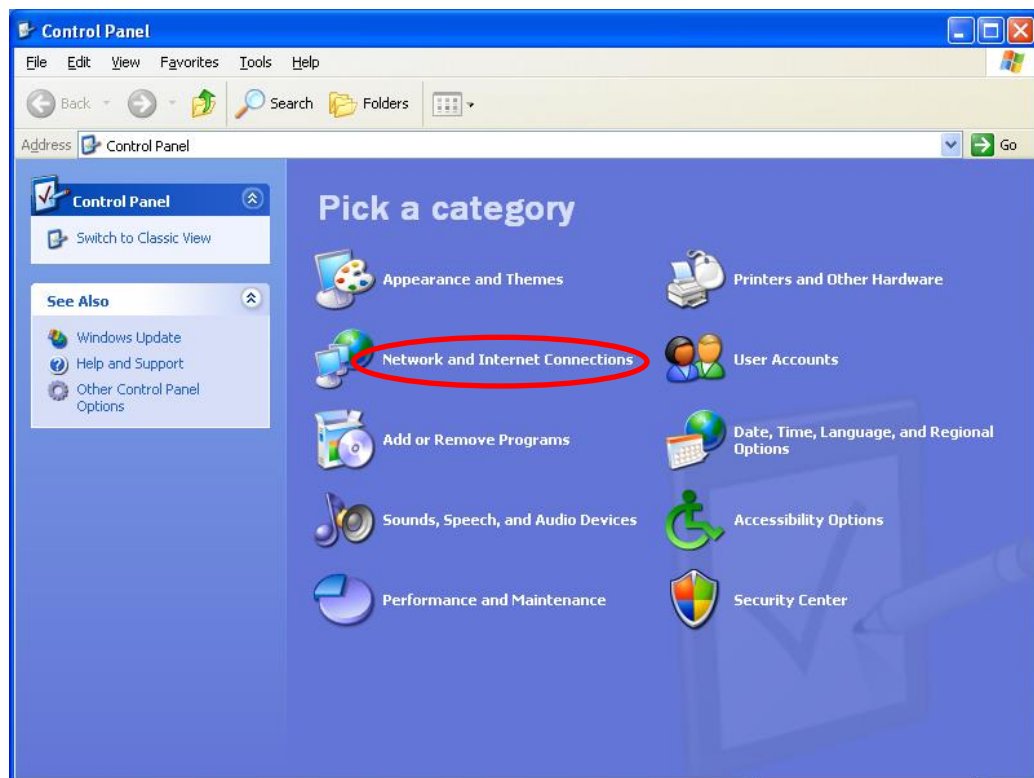 Control Panel
File Edit View Favorites Tools Help
Back Search Folders
Address Control Panel Go
Control Panel
Switch to Classic View
See Also
Windows Update
Help and Support
Other Control Panel
Options
Pick a category
Appearance and Themes
Printers and Other Hardware
Network and Internet Connections
User Accounts
Add or Remove Programs
Date, Time, Language, and Regional
Options
Sounds, Speech, and Audio Devices
Accessibility Options
Performance and Maintenance
Security Center